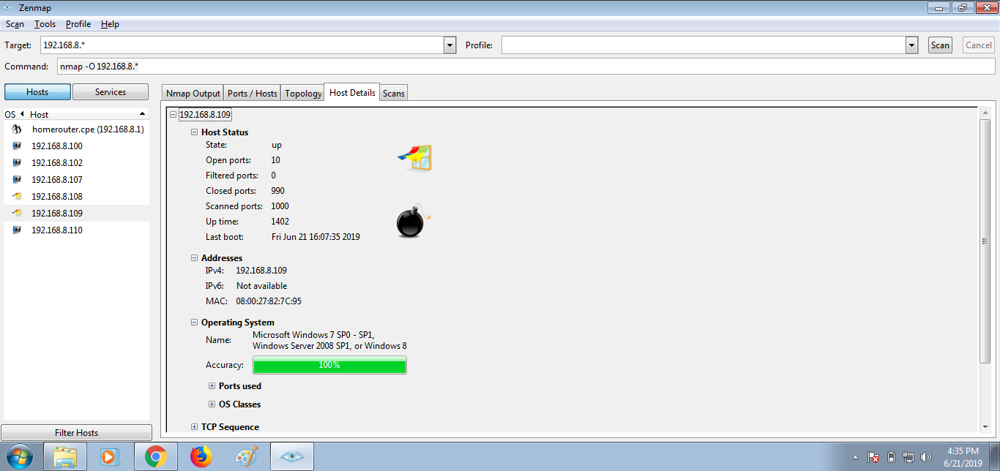 Zenmap
Scan Tools Profile Help
Target: 192.168.8.* Profile: Scan Cancel
Command: nmap -O 192.168.8.*
Hosts Services
Nmap Output Ports / Hosts Topology Host Details Scans
OS Host
homerouter.cpe (192.168.8.1)
192.168.8.100
192.168.8.102
192.168.8.107
192.168.8.108
192.168.8.109
192.168.8.110
Filter Hosts
192.168.8.109
Host Status
State: up
Open ports: 10
Filtered ports: 0
Closed ports: 990
Scanned ports: 1000
Up time: 1402
Last boot: Fri Jun 21 16:07:35 2019
Addresses
IPv4: 192.168.8.109
IPv6: Not available
MAC: 08:00:27:82:7C:95
Operating System
Name: Microsoft Windows 7 SP0 - SP1,
Windows Server 2008 SP1, or Windows 8
Accuracy: 100%
Ports used
OS Classes
TCP Sequence
4:35 PM
6/21/2019